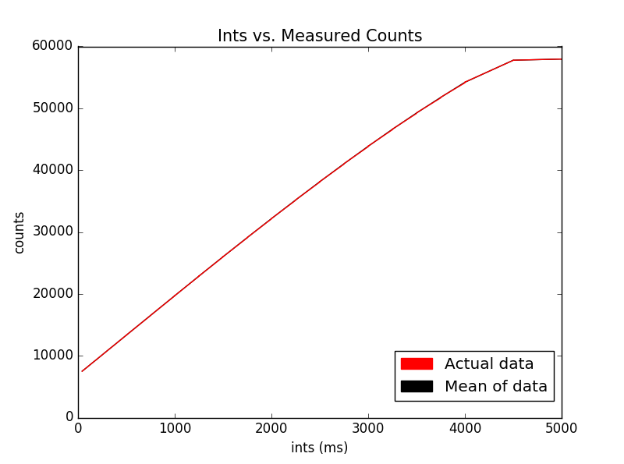 Ints vs. Measured Counts
60000
50000
40000
30000
20000
10000
0
counts
0 1000 2000 3000 4000 5000
ints (ms)
Actual data
Mean of data